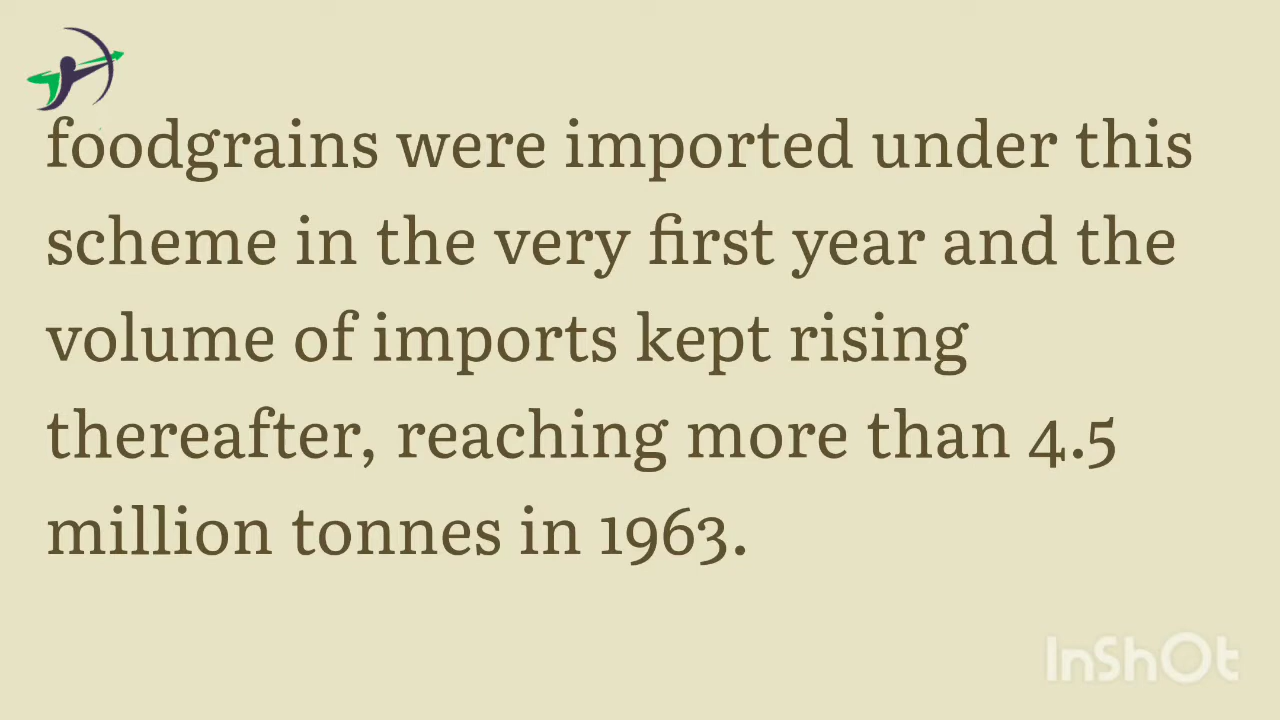 foodgrains were imported under this
scheme in the very first year and the
volume of imports kept rising
thereafter, reaching more than 4.5
million tonnes in 1963.
InShOt